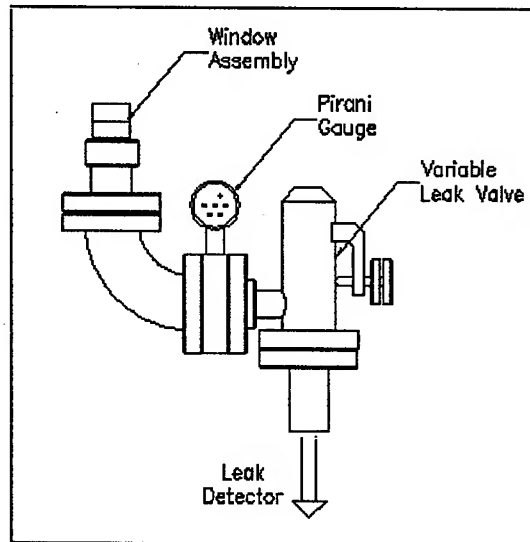 Window
Assembly
Pirani
Gauge
Variable
Leak Valve
Leak
Detector